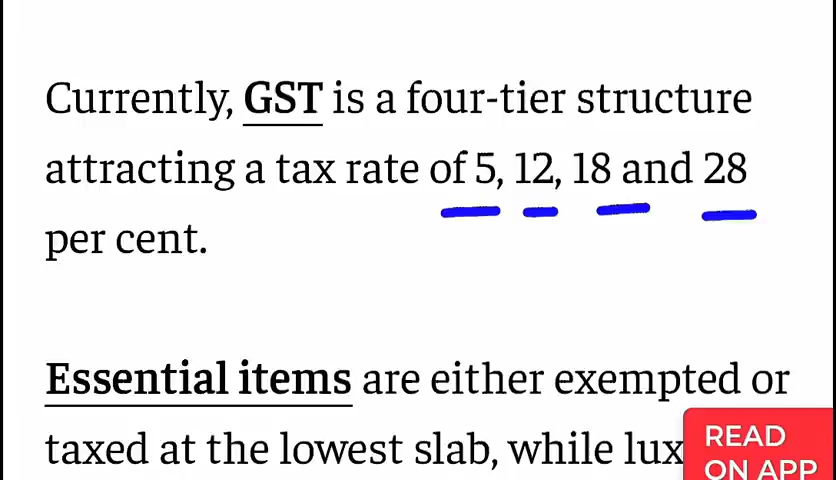 Currently, GST is a four-tier structure
attracting a tax rate of 5, 12, 18 and 28
per cent.
Essential items are either exempted or
taxed at the lowest slab, while lux
READ
ON APP